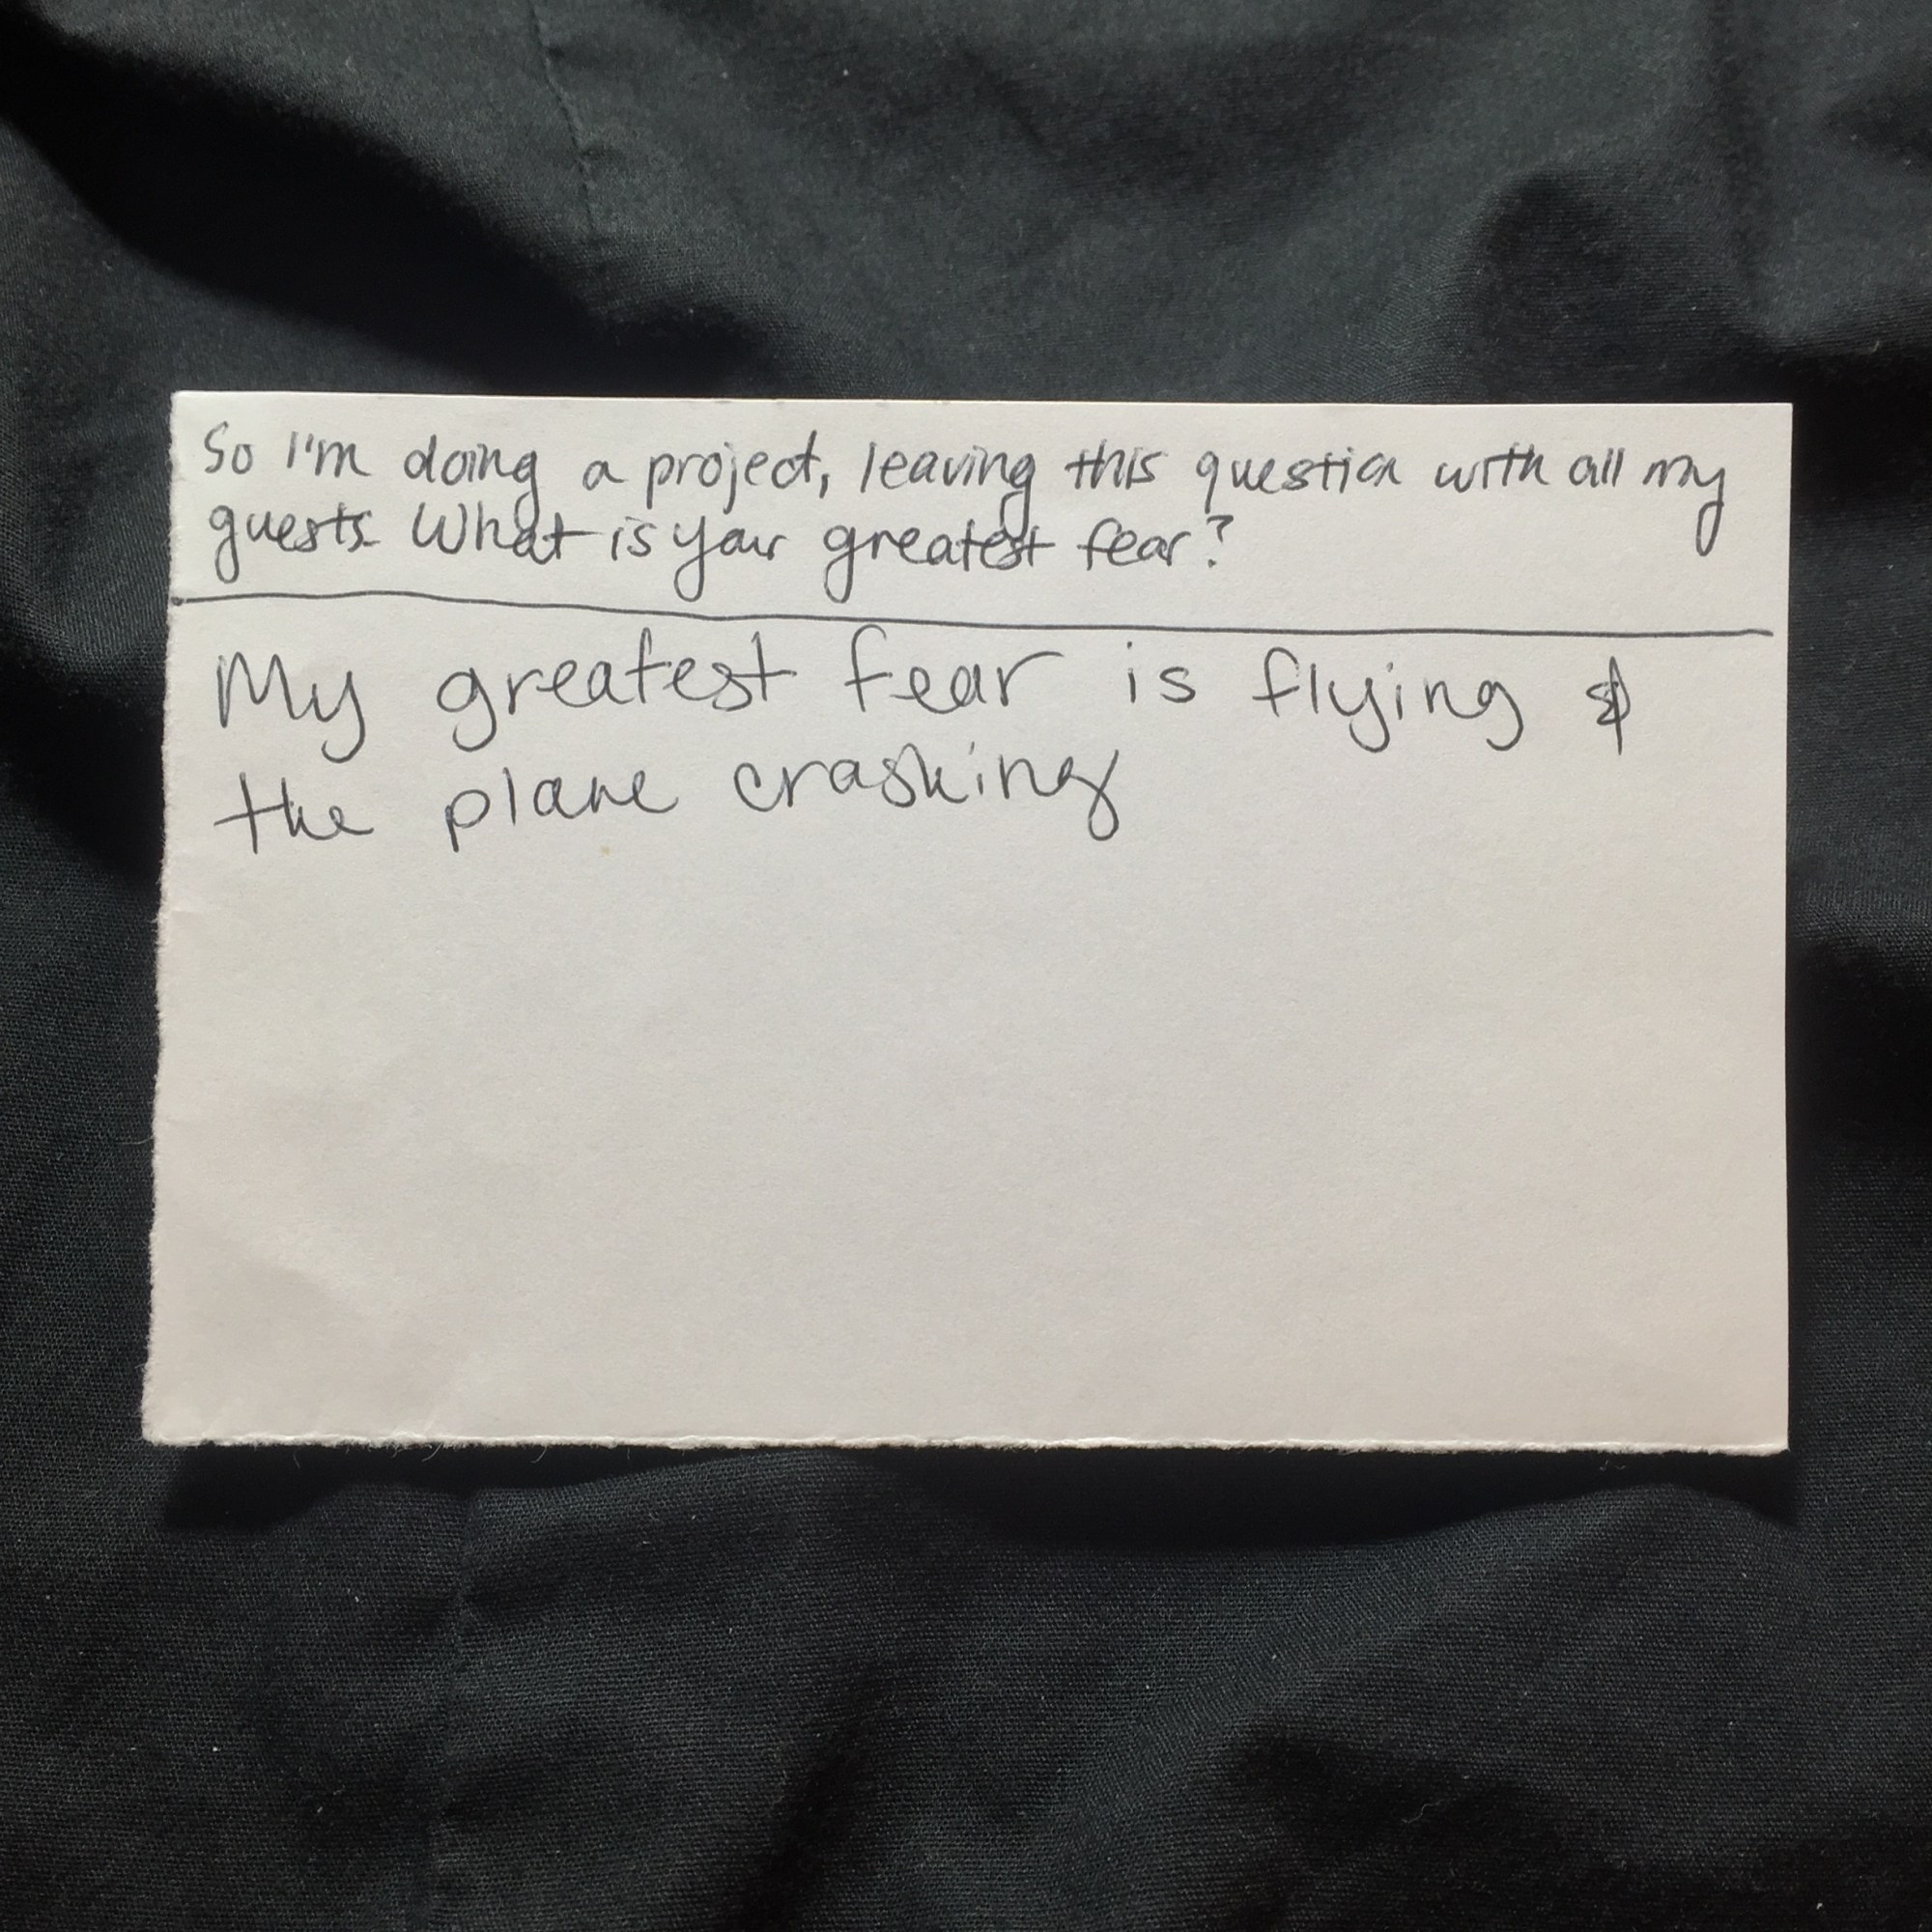 So I'm doing a project, leaving this question with all my
guests. What is your greatest fear?
My greatest fear is flying &
the plane crashing